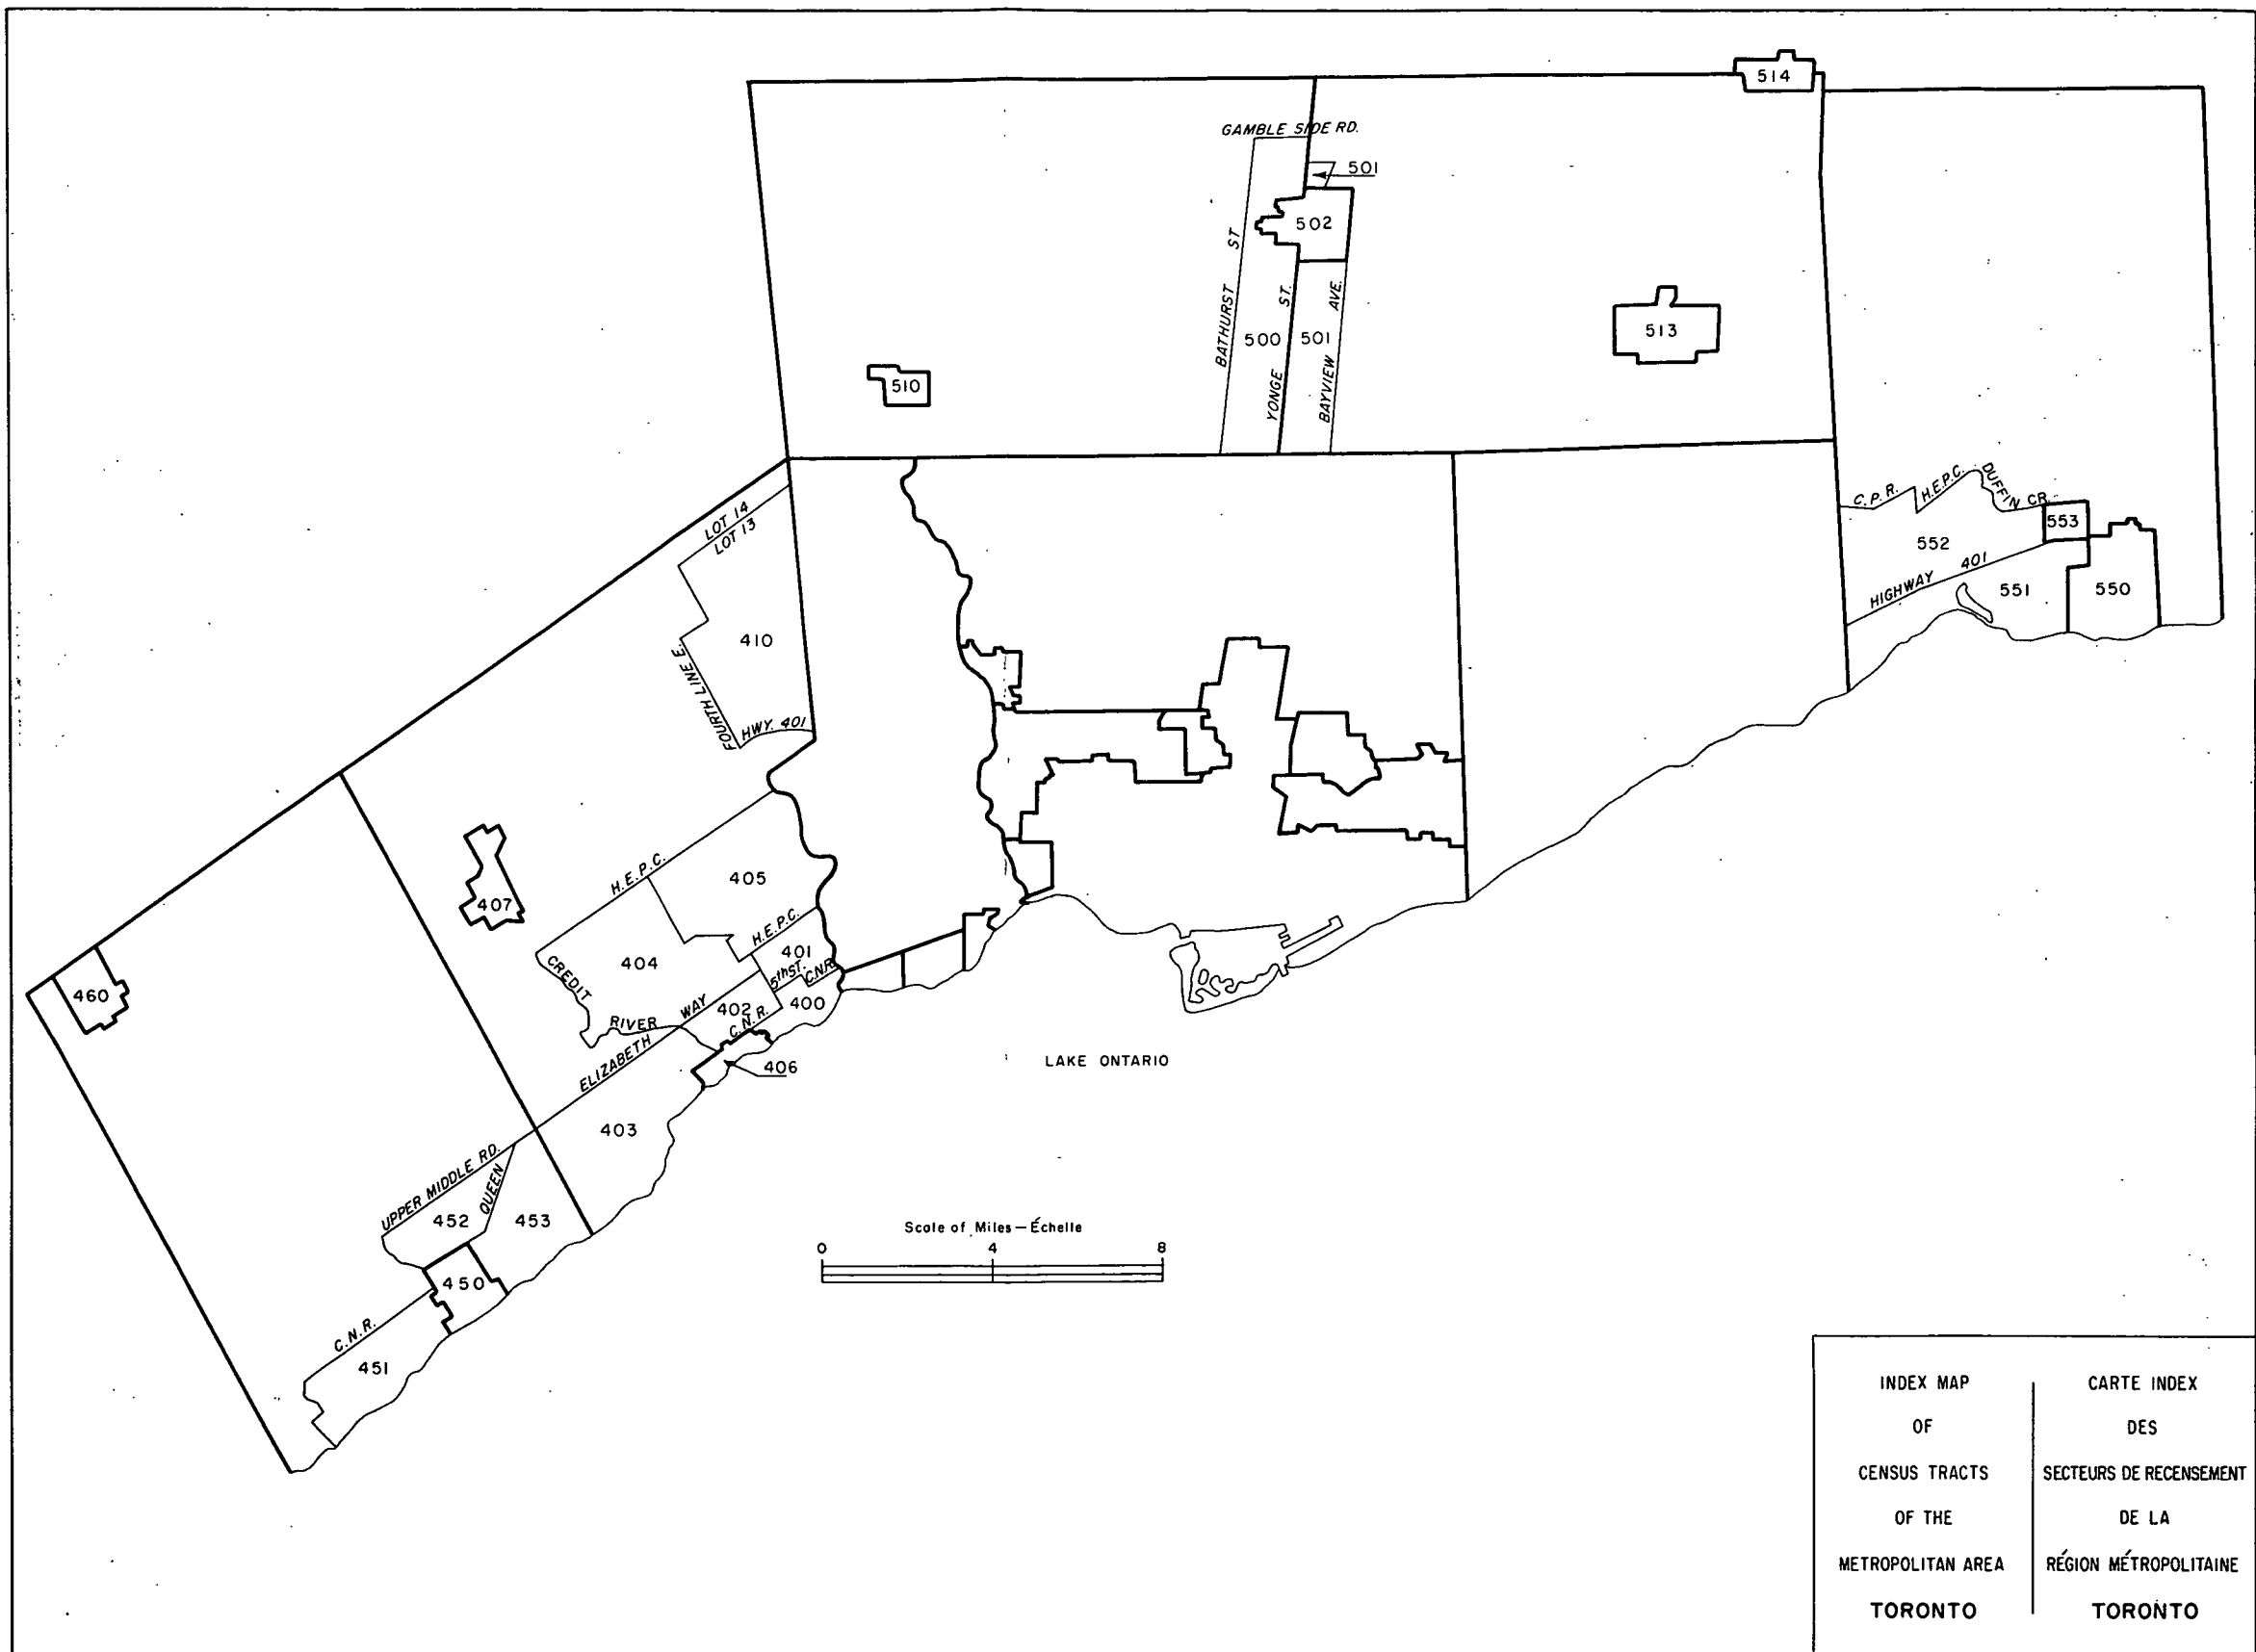 514
GAMBLE SIDE RD.
501
502
BATHURST ST
YONGE ST.
BAYVIEW AVE.
500
501
513
510
LOT 14
LOT 13
410
FOURTH LINE E.
HWY. 401
C.P.R.
H.E.P.C.
DUFFIN CR.
553
552
HIGHWAY 401
551
550
407
H.E.P.C.
405
404
H.E.P.C.
401
5th ST.
C.N.R.
400
402
C.N.R.
CREDIT RIVER
460
406
403
QUEEN ELIZABETH WAY
UPPER MIDDLE RD.
452
453
450
C.N.R.
451
LAKE ONTARIO
Scale of Miles — Échelle
0 4 8
INDEX MAP
OF
CENSUS TRACTS
OF THE
METROPOLITAN AREA
TORONTO
CARTE INDEX
DES
SECTEURS DE RECENSEMENT
DE LA
RÉGION MÉTROPOLITAINE
TORONTO